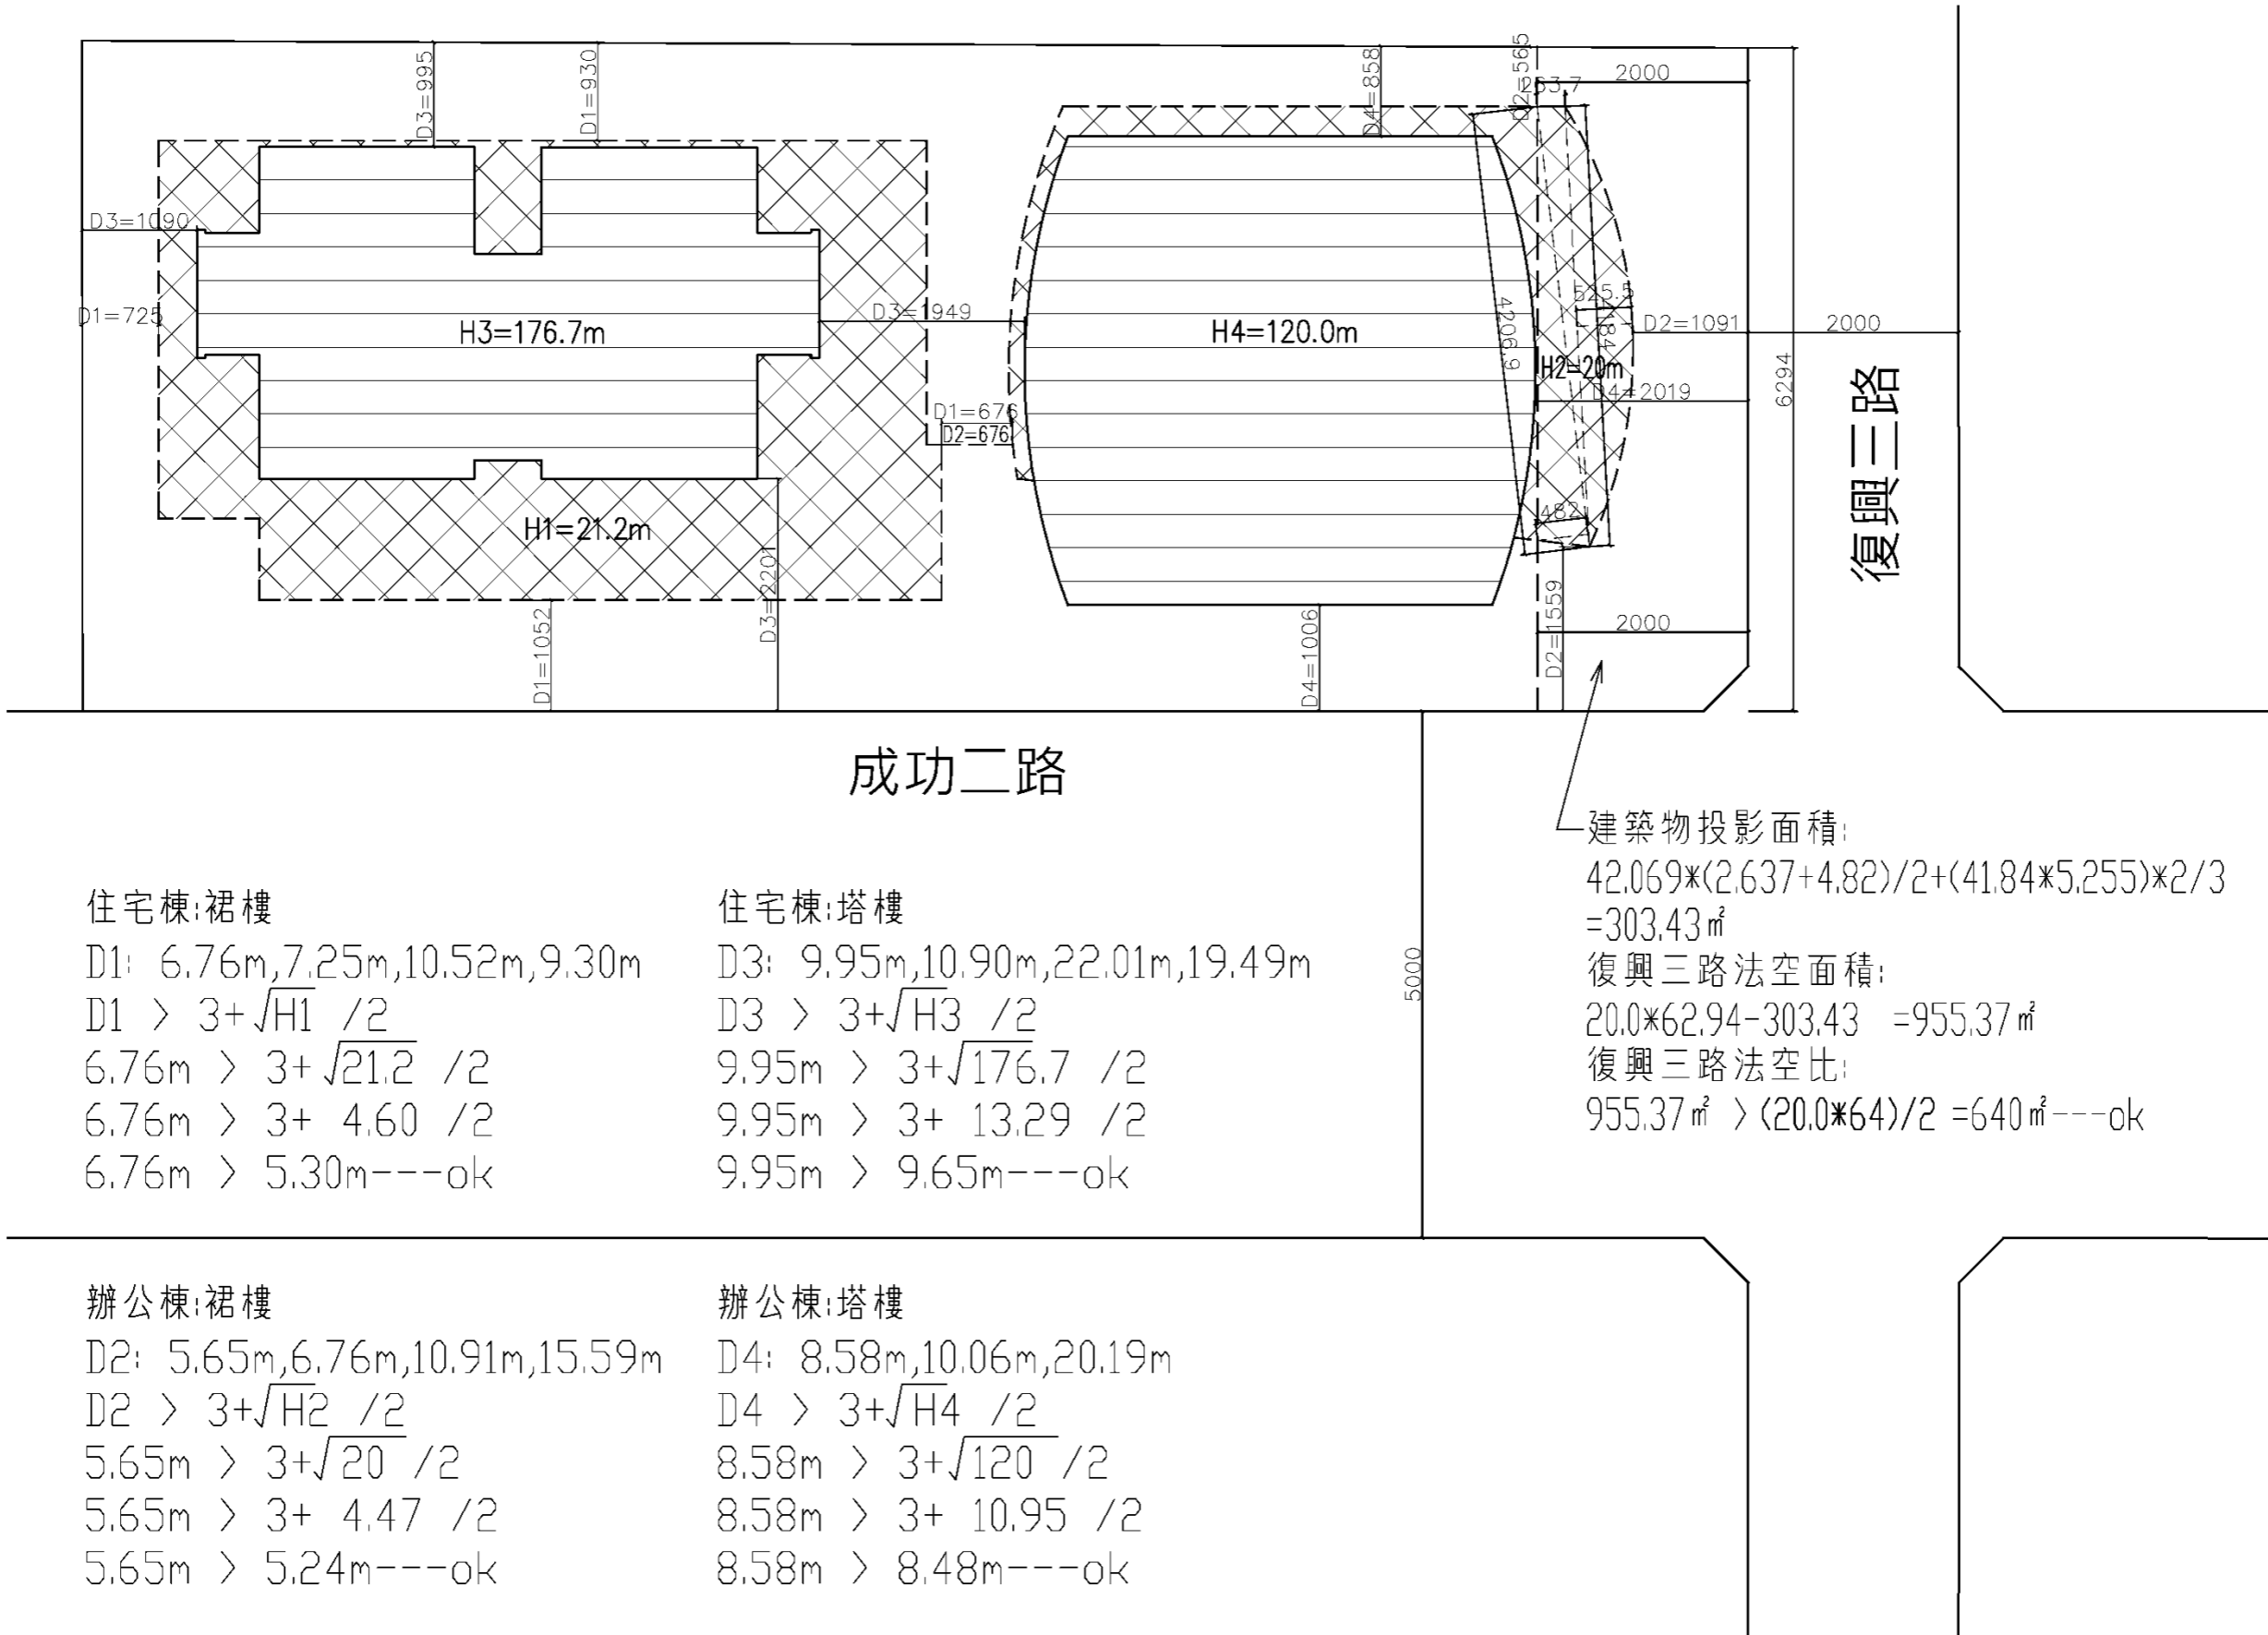 D3=995
D1=930
D4=858
D2=565
263.7
2000
D3=1090
D1=725
D3=1949
H3=176.7m
H4=120.0m
4206.9
525.5
4184
D2=1091
2000
H2=20m
D4=2019
6294
D1=676
D2=676
482
H1=21.2m
D3=2201
D1=1052
D4=1006
D2=1559
2000
復興三路
成功二路
5000
建築物投影面積:
42.069*(2.637+4.82)/2+(41.84*5.255)*2/3
=303.43㎡
復興三路法空面積:
20.0*62.94-303.43 =955.37㎡
復興三路法空比:
955.37㎡ > (20.0*64)/2 =640㎡---ok
住宅棟:裙樓
D1: 6.76m,7.25m,10.52m,9.30m
D1 > 3+√H1 /2
6.76m > 3+√21.2 /2
6.76m > 3+ 4.60 /2
6.76m > 5.30m---ok
住宅棟:塔樓
D3: 9.95m,10.90m,22.01m,19.49m
D3 > 3+√H3 /2
9.95m > 3+√176.7 /2
9.95m > 3+ 13.29 /2
9.95m > 9.65m---ok
辦公棟:裙樓
D2: 5.65m,6.76m,10.91m,15.59m
D2 > 3+√H2 /2
5.65m > 3+√20 /2
5.65m > 3+ 4.47 /2
5.65m > 5.24m---ok
辦公棟:塔樓
D4: 8.58m,10.06m,20.19m
D4 > 3+√H4 /2
8.58m > 3+√120 /2
8.58m > 3+ 10.95 /2
8.58m > 8.48m---ok